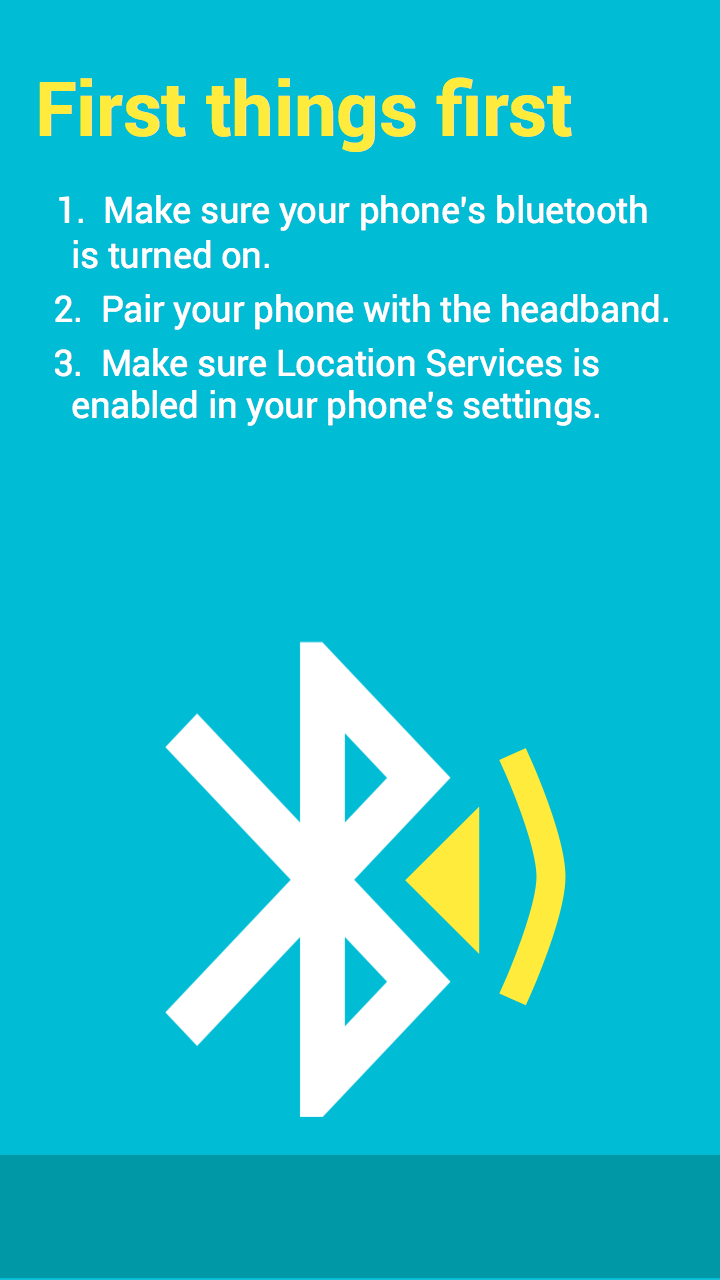 First things first
1. Make sure your phone's bluetooth
is turned on.
2. Pair your phone with the headband.
3. Make sure Location Services is
enabled in your phone's settings.